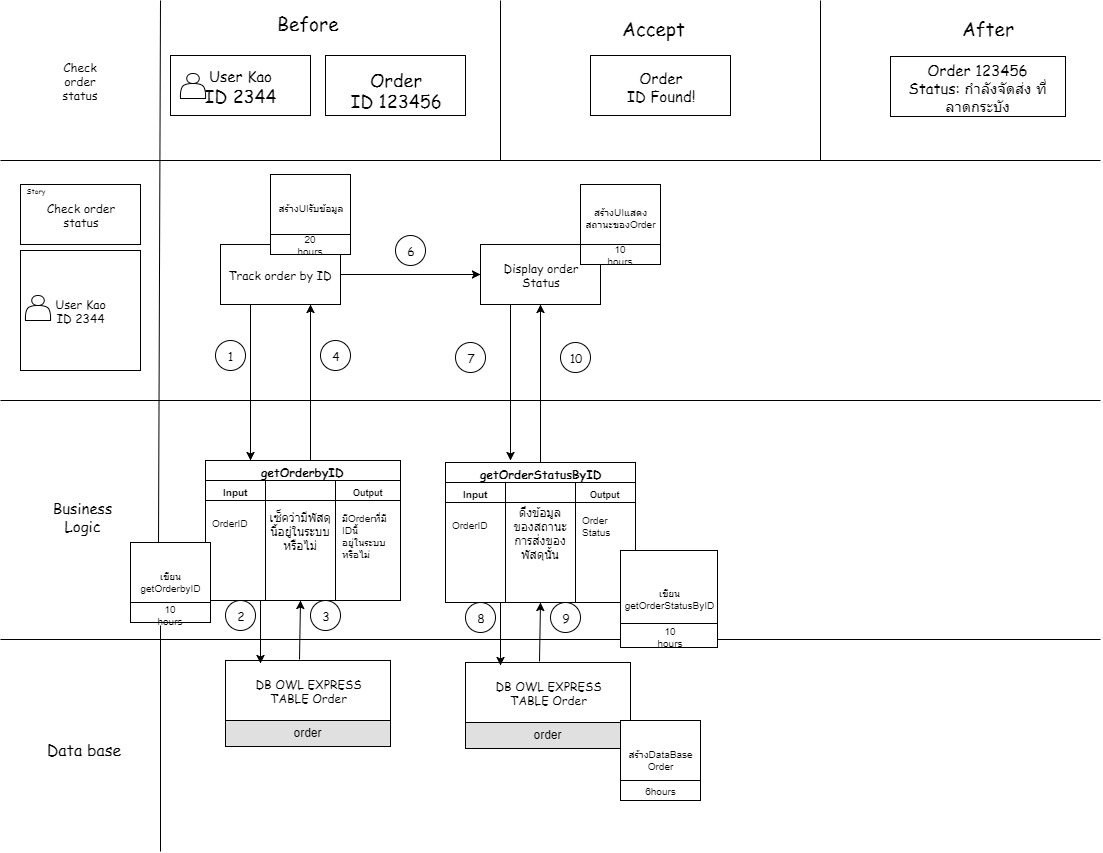 Before
Accept
After
Check
order
status
User Kao
ID 2344
Order
ID 123456
Order
ID Found!
Order 123456
Status: กำลังจัดส่ง ที่
ลาดกระบัง
Story
Check order
status
User Kao
ID 2344
สร้างUIรับข้อมูล
20
hours
Track order by ID
6
สร้างUIแสดง
สถานะของOrder
10
hours
Display order
Status
1
4
7
10
Business
Logic
getOrderbyID
Input
Output
OrderID
เช็คว่ามีพัสดุ
นี้อยู่ในระบบ
หรือไม่
มีOrderที่มี
IDนี้
อยู่ในระบบ
หรือไม่
เขียน
getOrderbyID
10
hours
getOrderStatusByID
Input
Output
OrderID
ดึงข้อมูล
ของสถานะ
การส่งของ
พัสดุนั้น
Order
Status
เขียน
getOrderStatusByID
10
hours
2
3
8
9
Data base
DB OWL EXPRESS
TABLE Order
order
DB OWL EXPRESS
TABLE Order
order
สร้างDataBase
Order
6hours